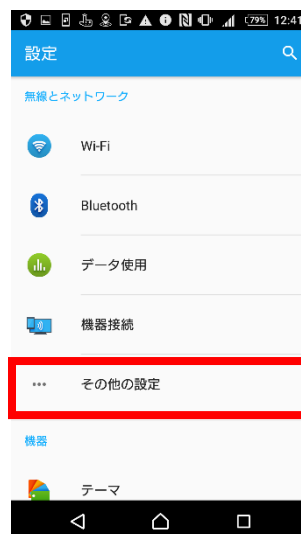 79% 12:41
設定
無線とネットワーク
Wi-Fi
Bluetooth
データ使用
機器接続
その他の設定
機器
テーマ